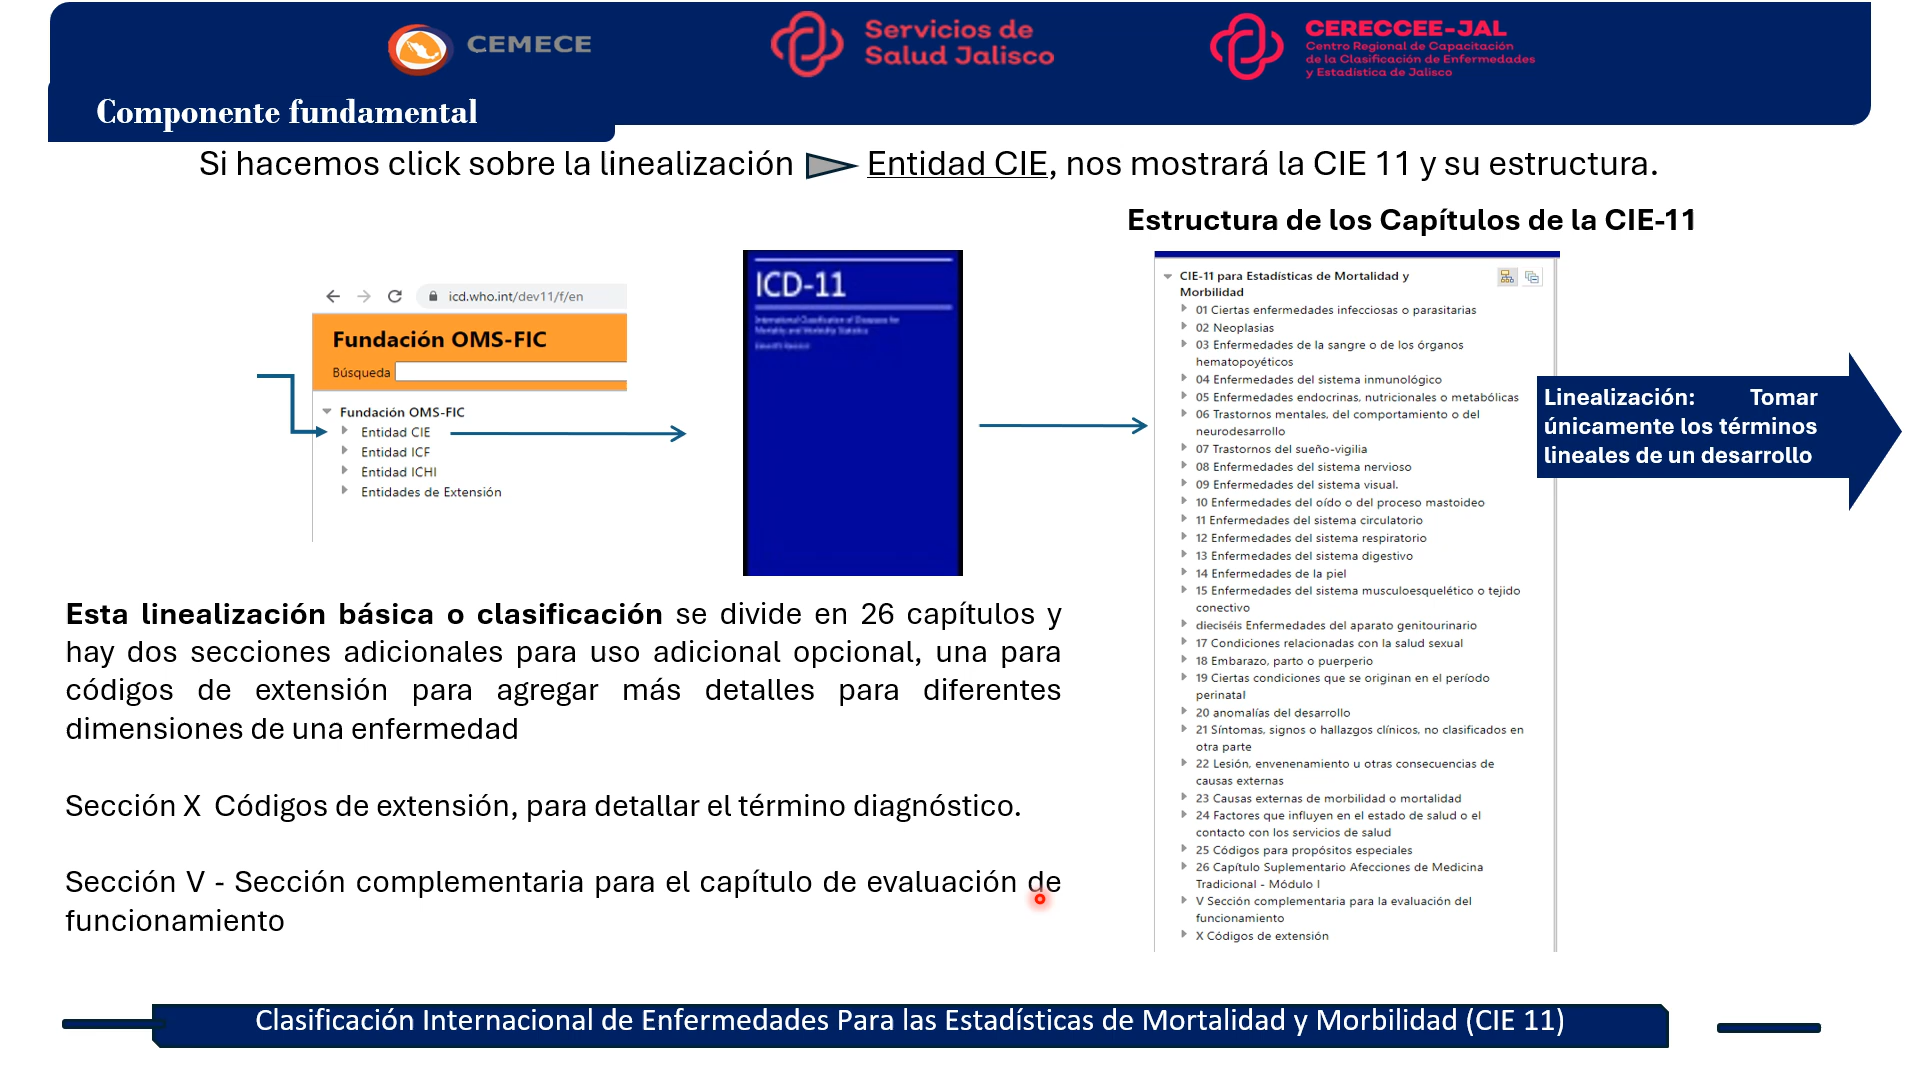 CEMECE
Servicios de
Salud Jalisco
CERECCEE-JAL
Centro Regional de Capacitación
de la Clasificación de Enfermedades
y Estadística de Jalisco
Componente fundamental
Si hacemos click sobre la linealización Entidad CIE, nos mostrará la CIE 11 y su estructura.
Estructura de los Capítulos de la CIE-11
icd.who.int/dev11/f/en
Fundación OMS-FIC
Búsqueda
Fundación OMS-FIC
Entidad CIE
Entidad ICF
Entidad ICHI
Entidades de Extensión
ICD-11
International Classification of Diseases for
Mortality and Morbidity Statistics
CIE-11 para Estadísticas de Mortalidad y
Morbilidad
01 Ciertas enfermedades infecciosas o parasitarias
02 Neoplasias
03 Enfermedades de la sangre o de los órganos
hematopoyéticos
04 Enfermedades del sistema inmunológico
05 Enfermedades endocrinas, nutricionales o metabólicas
06 Trastornos mentales, del comportamiento o del
neurodesarrollo
07 Trastornos del sueño-vigilia
08 Enfermedades del sistema nervioso
09 Enfermedades del sistema visual.
10 Enfermedades del oído o del proceso mastoideo
11 Enfermedades del sistema circulatorio
12 Enfermedades del sistema respiratorio
13 Enfermedades del sistema digestivo
14 Enfermedades de la piel
15 Enfermedades del sistema musculoesquelético o tejido
conectivo
dieciséis Enfermedades del aparato genitourinario
17 Condiciones relacionadas con la salud sexual
18 Embarazo, parto o puerperio
19 Ciertas condiciones que se originan en el período
perinatal
20 anomalías del desarrollo
21 Síntomas, signos o hallazgos clínicos, no clasificados en
otra parte
22 Lesión, envenenamiento u otras consecuencias de
causas externas
23 Causas externas de morbilidad o mortalidad
24 Factores que influyen en el estado de salud o el
contacto con los servicios de salud
25 Códigos para propósitos especiales
26 Capítulo Suplementario Afecciones de Medicina
Tradicional - Módulo I
V Sección complementaria para la evaluación del
funcionamiento
X Códigos de extensión
Linealización: Tomar
únicamente los términos
lineales de un desarrollo
Esta linealización básica o clasificación se divide en 26 capítulos y
hay dos secciones adicionales para uso adicional opcional, una para
códigos de extensión para agregar más detalles para diferentes
dimensiones de una enfermedad
Sección X Códigos de extensión, para detallar el término diagnóstico.
Sección V - Sección complementaria para el capítulo de evaluación de
funcionamiento
Clasificación Internacional de Enfermedades Para las Estadísticas de Mortalidad y Morbilidad (CIE 11)